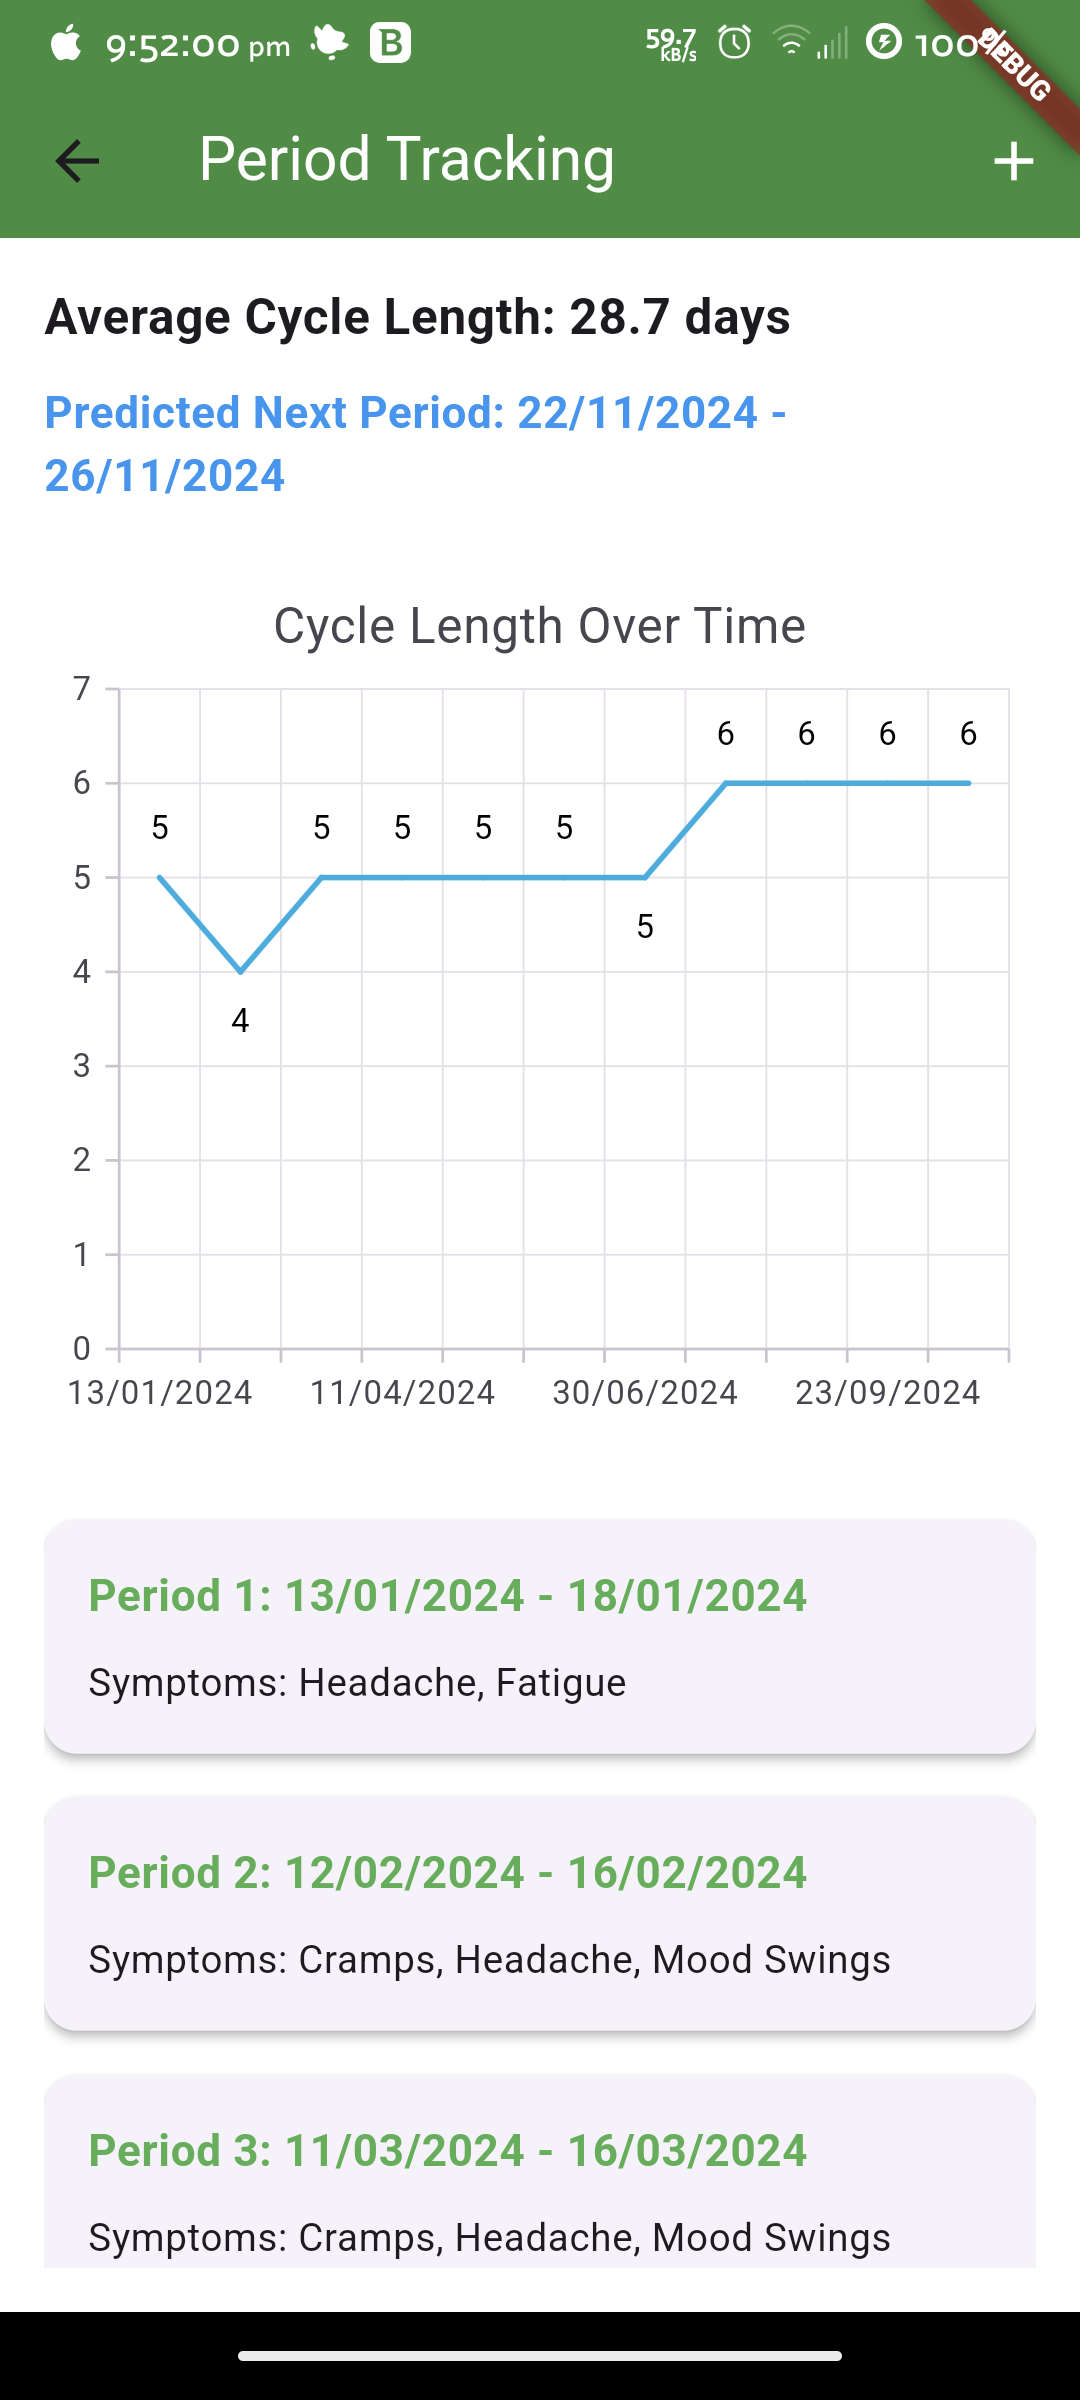 9:52:00 pm B 59.7 kB/s 100%
DEBUG
Period Tracking
Average Cycle Length: 28.7 days
Predicted Next Period: 22/11/2024 -
26/11/2024
Cycle Length Over Time
7
6 6 6 6
6
5 5 5 5 5
5
5
4
4
3
2
1
0
13/01/2024 11/04/2024 30/06/2024 23/09/2024
Period 1: 13/01/2024 - 18/01/2024
Symptoms: Headache, Fatigue
Period 2: 12/02/2024 - 16/02/2024
Symptoms: Cramps, Headache, Mood Swings
Period 3: 11/03/2024 - 16/03/2024
Symptoms: Cramps, Headache, Mood Swings